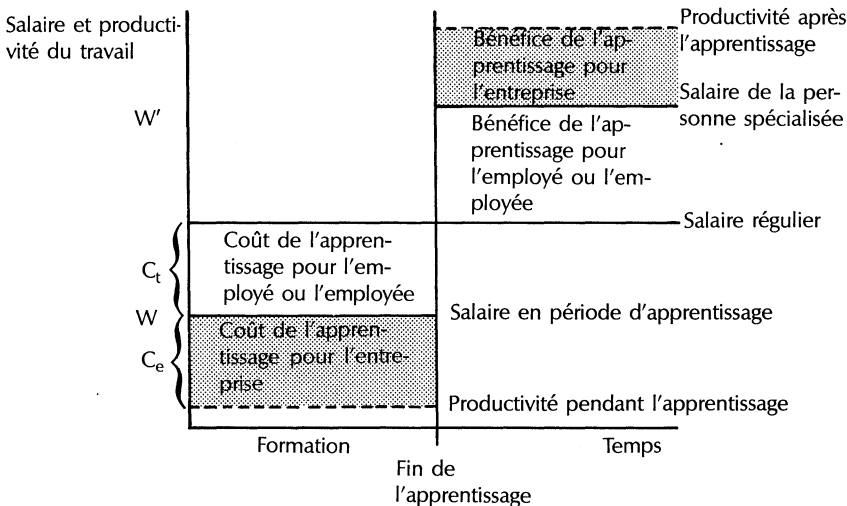 Salaire et producti-
vité du travail
Productivité après
l'apprentissage
Bénéfice de l'ap-
prentissage pour
l'entreprise
Salaire de la per-
sonne spécialisée
W'
Bénéfice de l'ap-
prentissage pour
l'employé ou l'em-
ployée
Salaire régulier
Coût de l'appren-
tissage pour l'em-
ployé ou l'employée
Ct
W
Salaire en période d'apprentissage
Coût de l'appren-
tissage pour l'entre-
prise
Ce
Productivité pendant l'apprentissage
Formation
Temps
Fin de
l'apprentissage